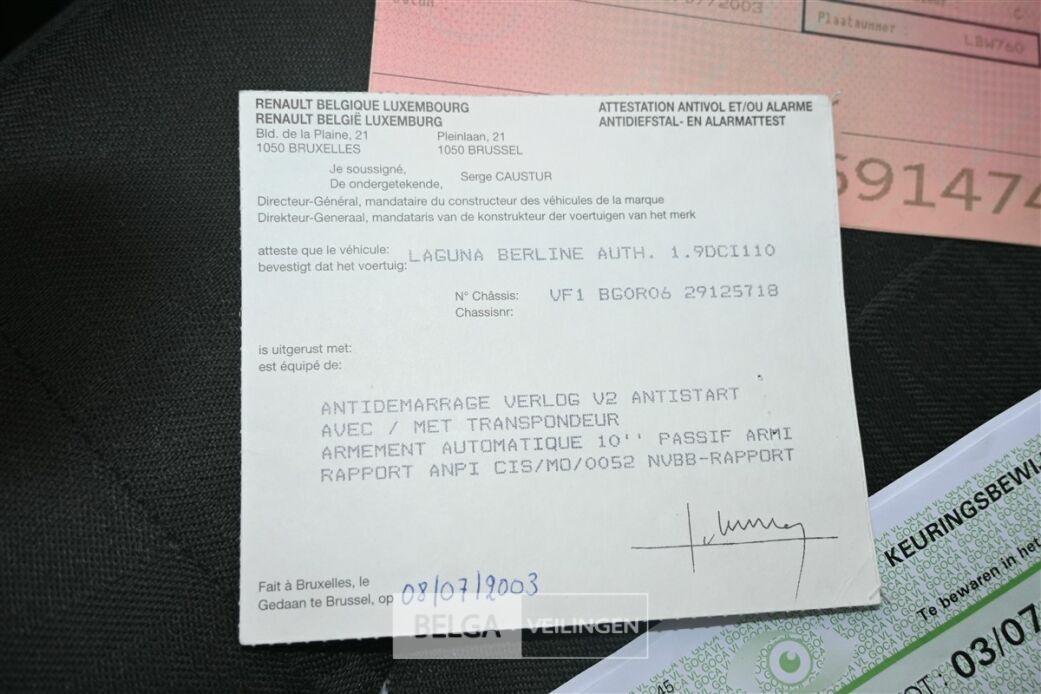 /2003
Plaatnummer : LBW760
591474
RENAULT BELGIQUE LUXEMBOURG
RENAULT BELGIË LUXEMBURG
Bld. de la Plaine, 21 Pleinlaan, 21
1050 BRUXELLES 1050 BRUSSEL
ATTESTATION ANTIVOL ET/OU ALARME
ANTIDIEFSTAL- EN ALARMATTEST
Je soussigné,
De ondergetekende, Serge CAUSTUR
Directeur-Général, mandataire du constructeur des véhicules de la marque
Direkteur-Generaal, mandataris van de konstrukteur der voertuigen van het merk
atteste que le véhicule: LAGUNA BERLINE AUTH. 1.9DCI110
bevestigt dat het voertuig:
N° Châssis: VF1 BGOR06 29125718
Chassisnr:
is uitgerust met:
est équipé de:
ANTIDEMARRAGE VERLOG V2 ANTISTART
AVEC / MET TRANSPONDEUR
ARMEMENT AUTOMATIQUE 10'' PASSIF ARMI
RAPPORT ANPI CIS/MO/0052 NVBB-RAPPORT
Fait à Bruxelles, le
Gedaan te Brussel, op 08/07/2003
BELGA VEILINGEN
KEURINGSBEWI
Te bewaren in het
OT : 03/07
45